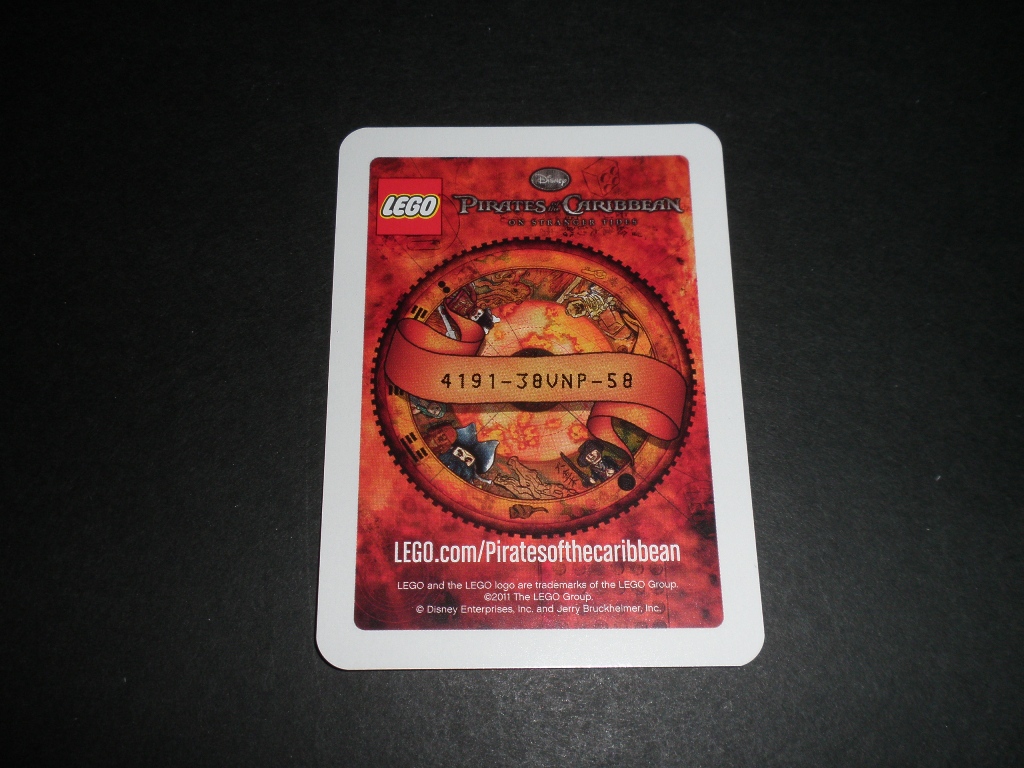 Disney
LEGO
PIRATES of the CARIBBEAN
ON STRANGER TIDES
4191-38VNP-58
LEGO.com/Piratesofthecaribbean
LEGO and the LEGO logo are trademarks of the LEGO Group.
©2011 The LEGO Group.
© Disney Enterprises, Inc. and Jerry Bruckheimer, Inc.